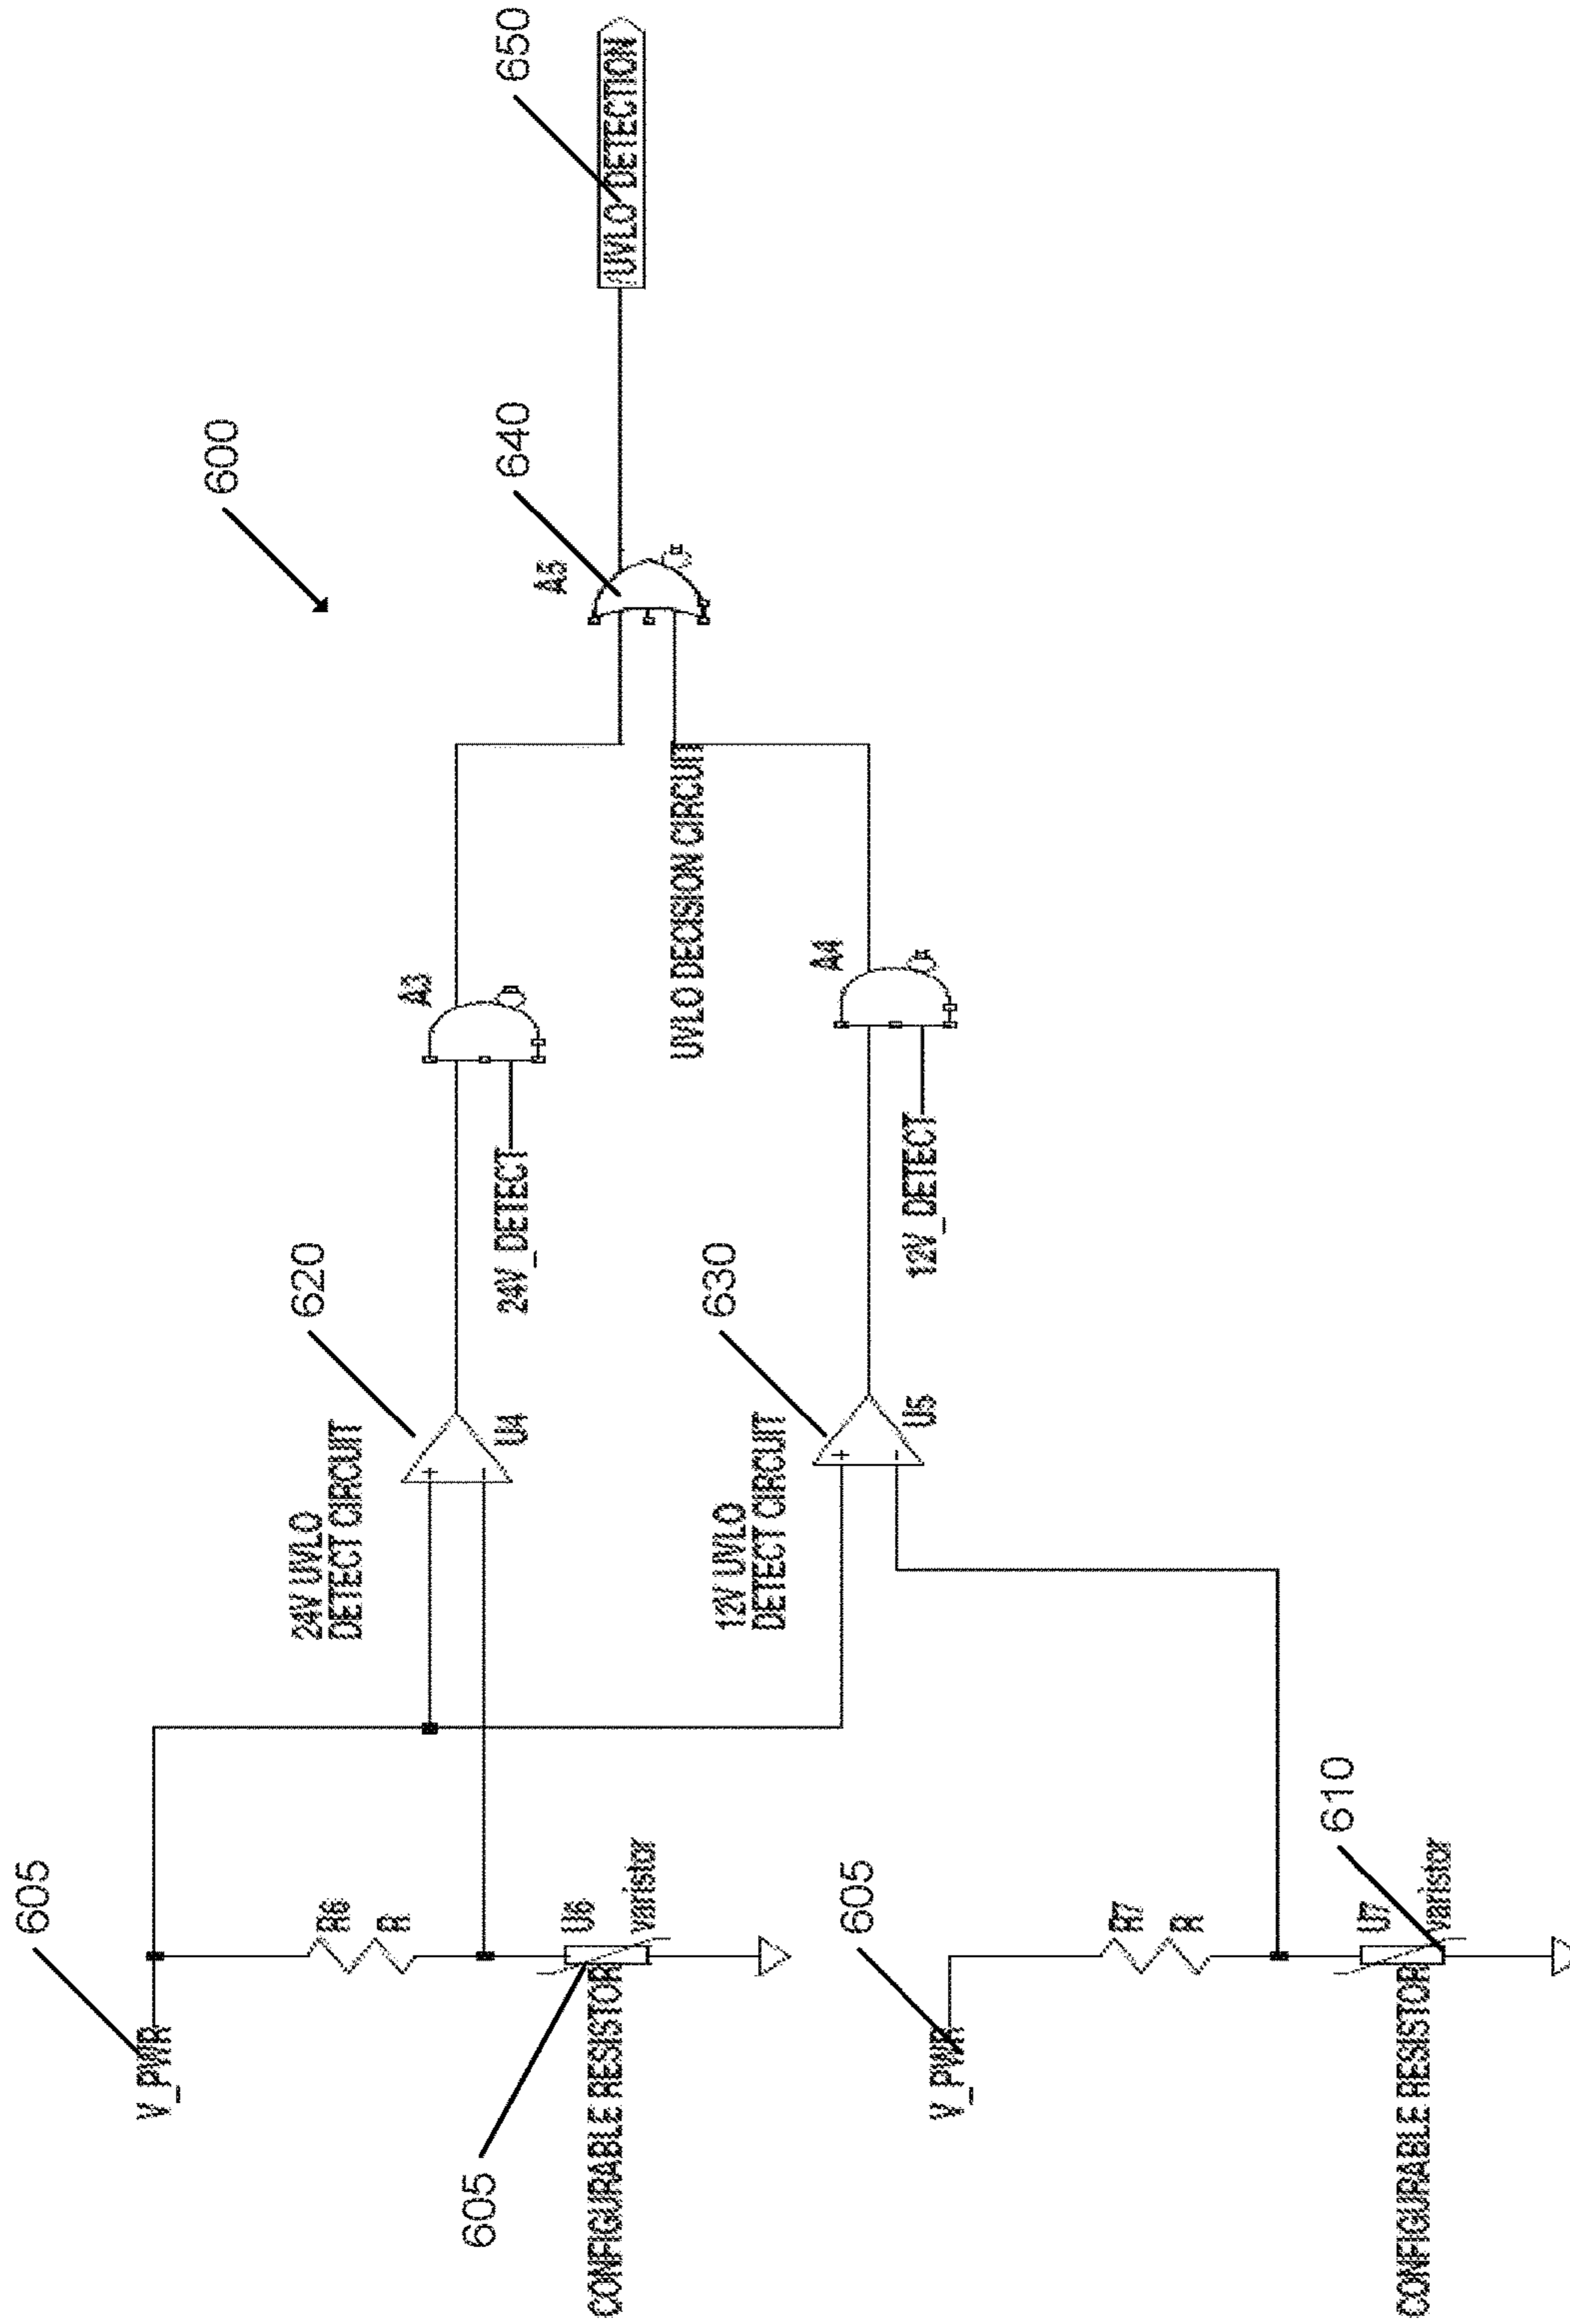 605
V_PWR
R6
R
605
U6
varistor
CONFIGURABLE RESISTOR
605
V_PWR
R7
R
610
U7
varistor
CONFIGURABLE RESISTOR
24V UVLO
DETECT CIRCUIT
620
U4
24V_DETECT
A3
12V UVLO
DETECT CIRCUIT
630
U5
12V_DETECT
A4
UVLO DECISION CIRCUIT
600
640
A5
650
UVLO DETECTION